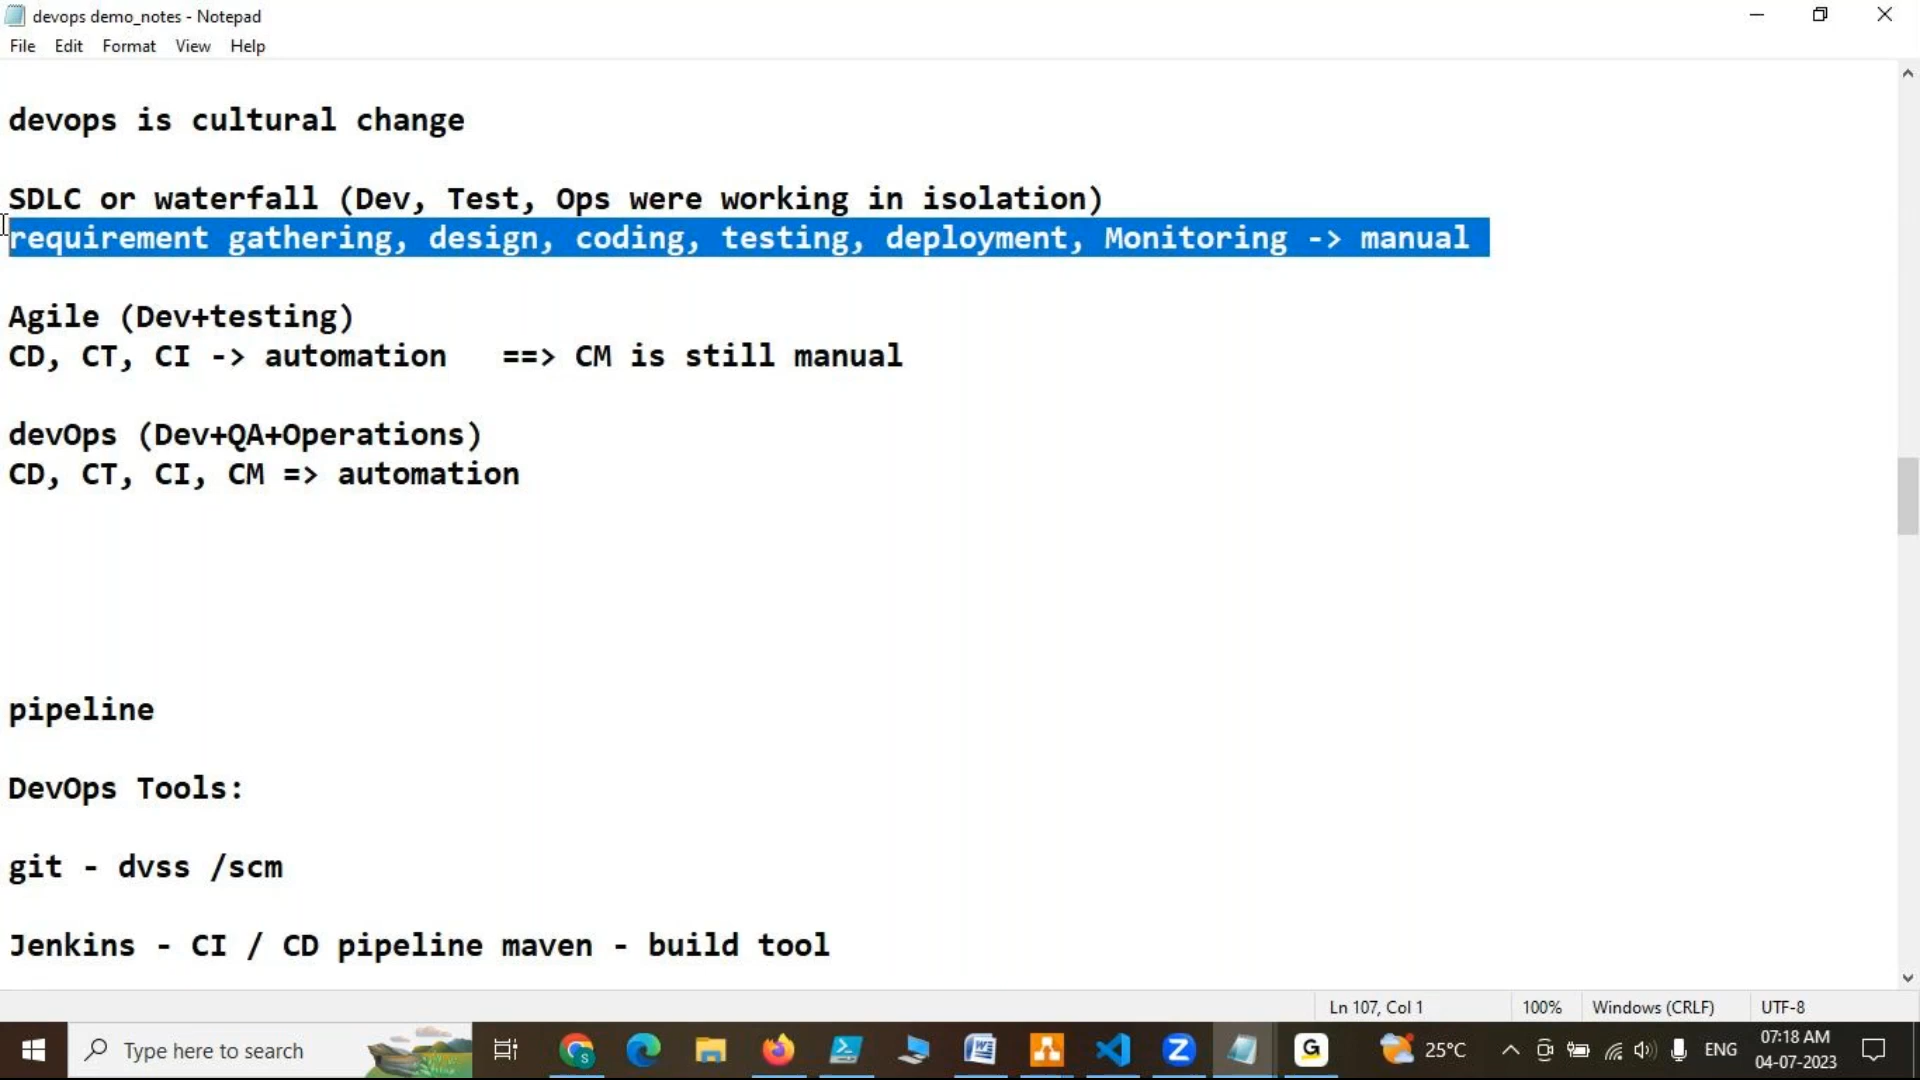 devops demo_notes - Notepad
File Edit Format View Help
devops is cultural change
SDLC or waterfall (Dev, Test, Ops were working in isolation)
requirement gathering, design, coding, testing, deployment, Monitoring -> manual
Agile (Dev+testing)
CD, CT, CI -> automation ==> CM is still manual
devOps (Dev+QA+Operations)
CD, CT, CI, CM => automation
pipeline
DevOps Tools:
git - dvss /scm
Jenkins - CI / CD pipeline maven - build tool
Ln 107, Col 1 100% Windows (CRLF) UTF-8
Type here to search 25°C ENG 07:18 AM
04-07-2023